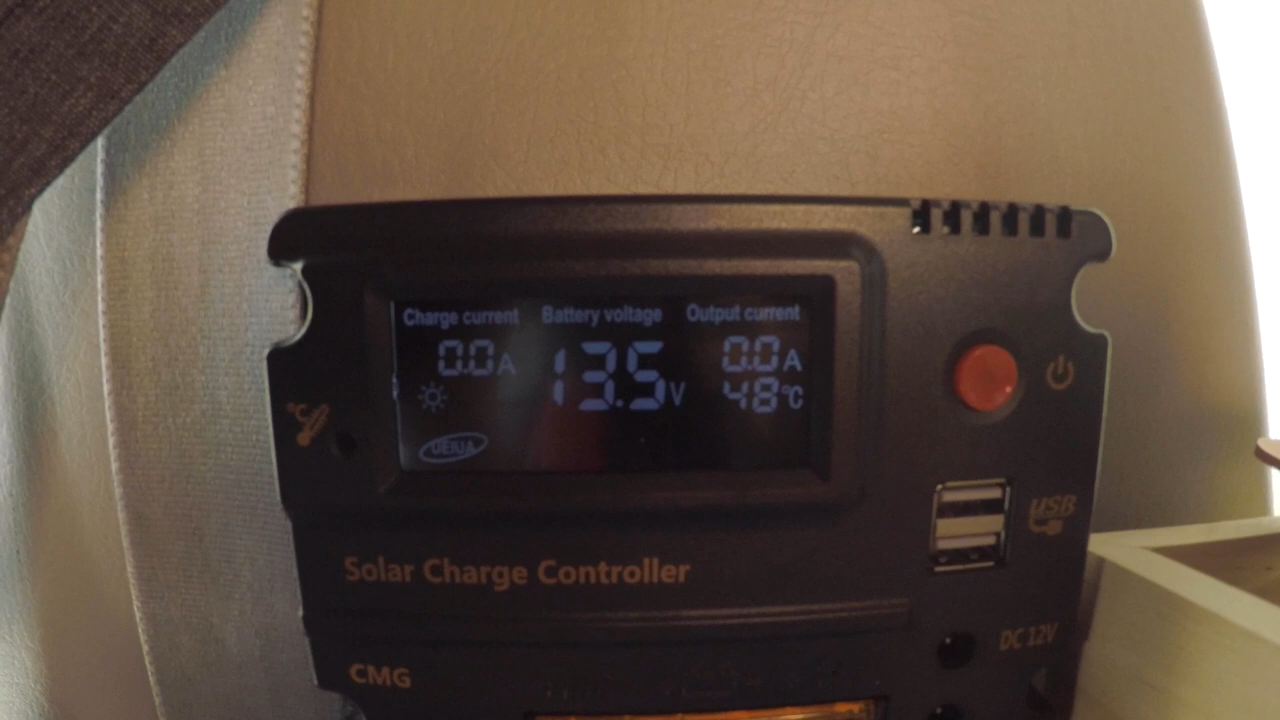 Charge current Battery voltage Output current
0.0A 13.5V 0.0A
48°C
°C
UEIUA
USB
Solar Charge Controller
DC 12V
CMG